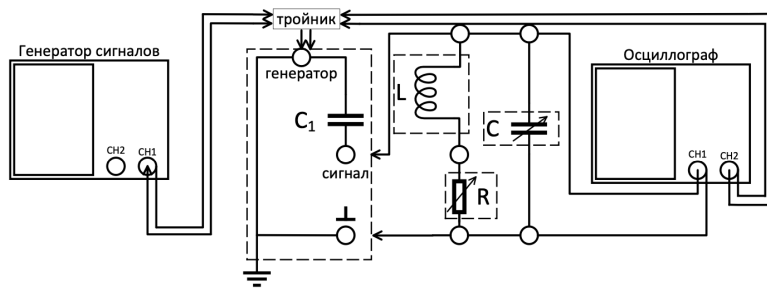 тройник
Генератор сигналов
Осциллограф
генератор
L
C₁
C
CH2
CH1
CH1
CH2
сигнал
R